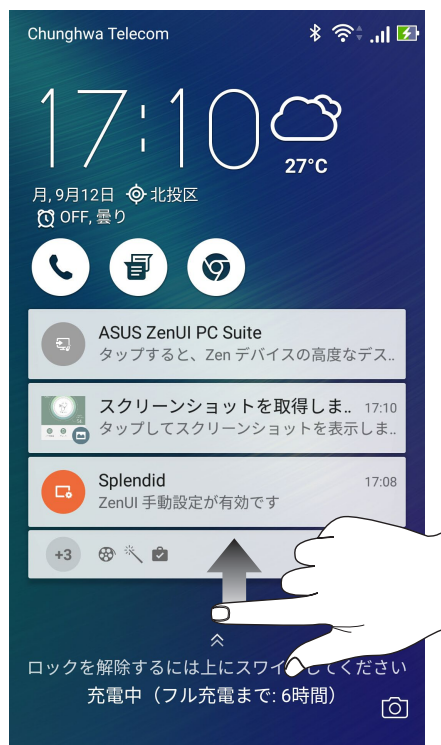 Chunghwa Telecom
17:10
27°C
月, 9月12日 北投区
OFF, 曇り
ASUS ZenUI PC Suite
タップすると、Zen デバイスの高度なデス..
スクリーンショットを取得しま.. 17:10
タップしてスクリーンショットを表示しま..
Splendid 17:08
ZenUI 手動設定が有効です
+3
ロックを解除するには上にスワイ してください
充電中（フル充電まで: 6時間）